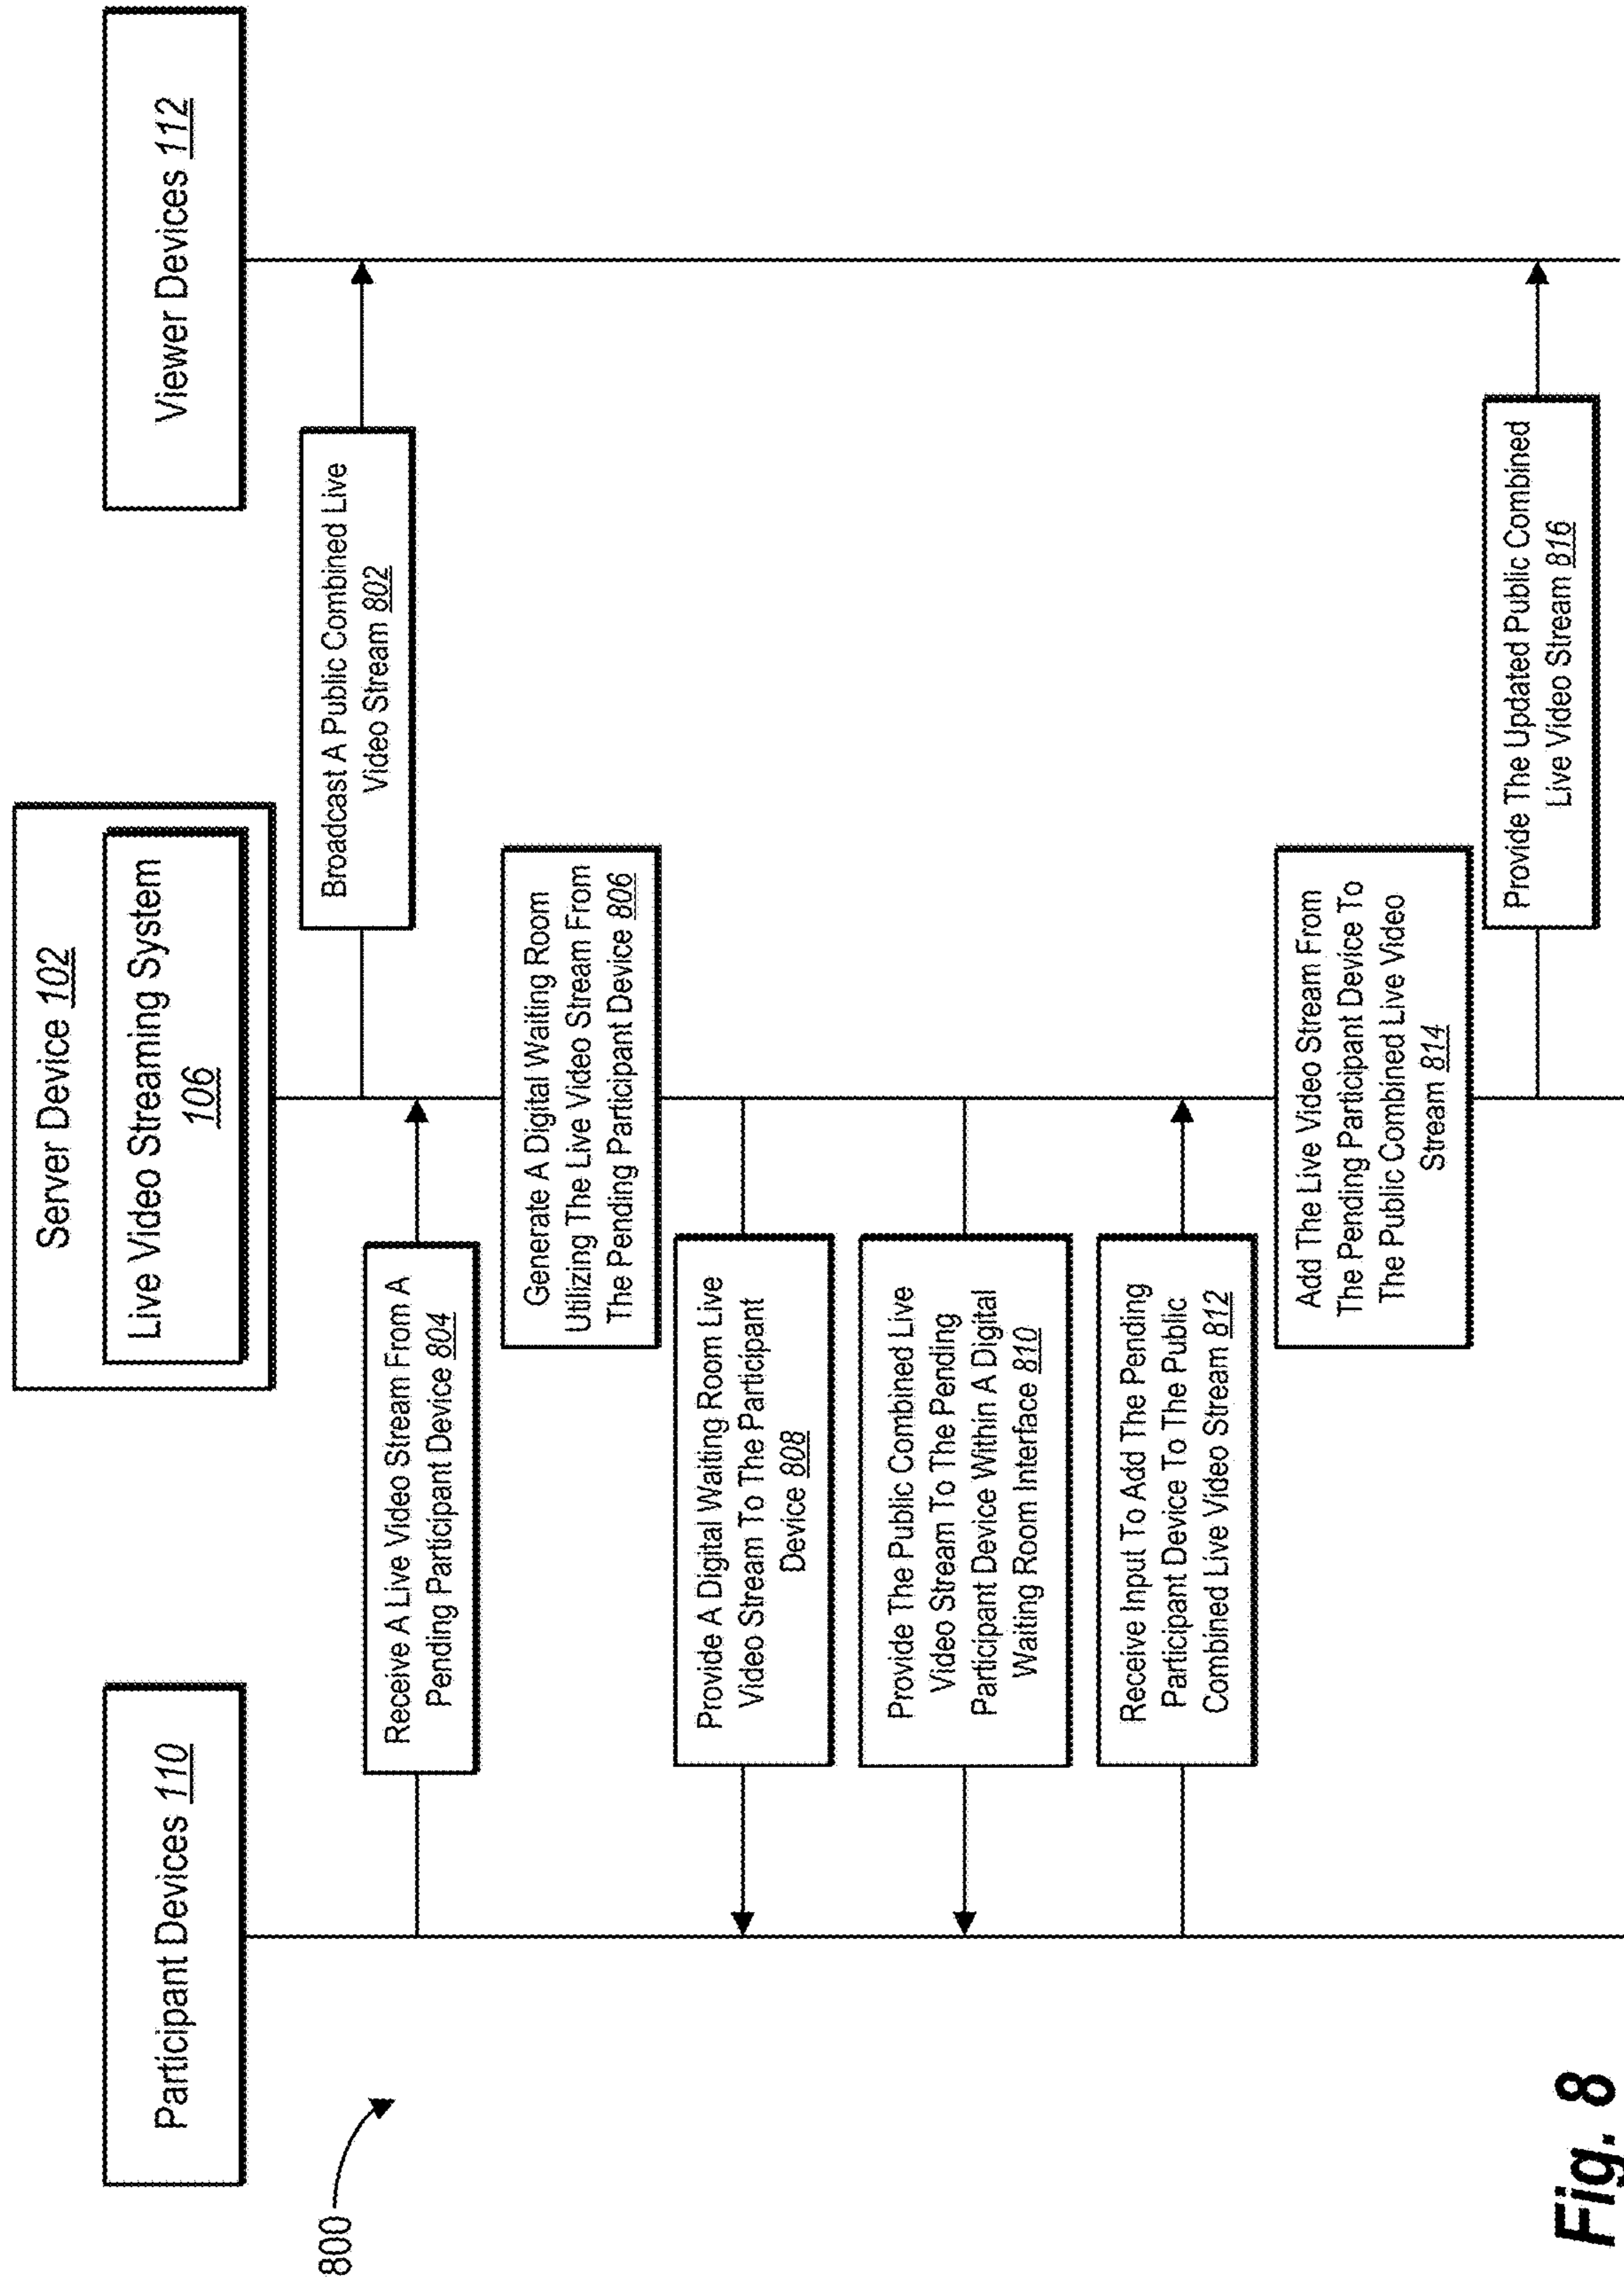 Participant Devices 110
Server Device 102
Live Video Streaming System
106
Viewer Devices 112
800
Broadcast A Public Combined Live
Video Stream 802
Receive A Live Video Stream From A
Pending Participant Device 804
Generate A Digital Waiting Room
Utilizing The Live Video Stream From
The Pending Participant Device 806
Provide A Digital Waiting Room Live
Video Stream To The Participant
Device 808
Provide The Public Combined Live
Video Stream To The Pending
Participant Device Within A Digital
Waiting Room Interface 810
Receive Input To Add The Pending
Participant Device To The Public
Combined Live Video Stream 812
Add The Live Video Stream From
The Pending Participant Device To
The Public Combined Live Video
Stream 814
Provide The Updated Public Combined
Live Video Stream 816
Fig. 8